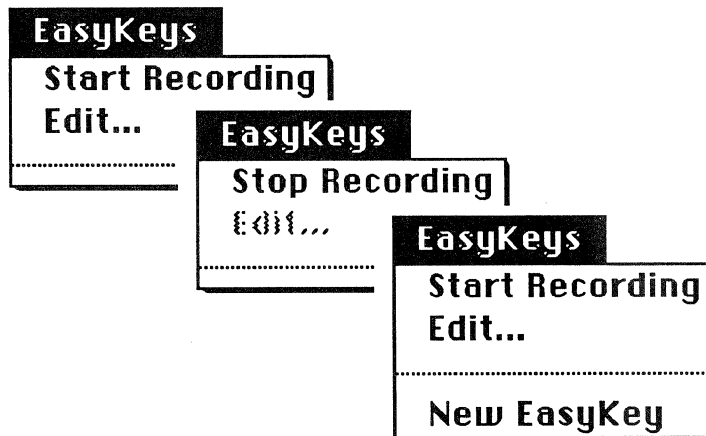 EasyKeys
Start Recording
Edit...
EasyKeys
Stop Recording
Edit...
EasyKeys
Start Recording
Edit...
New EasyKey